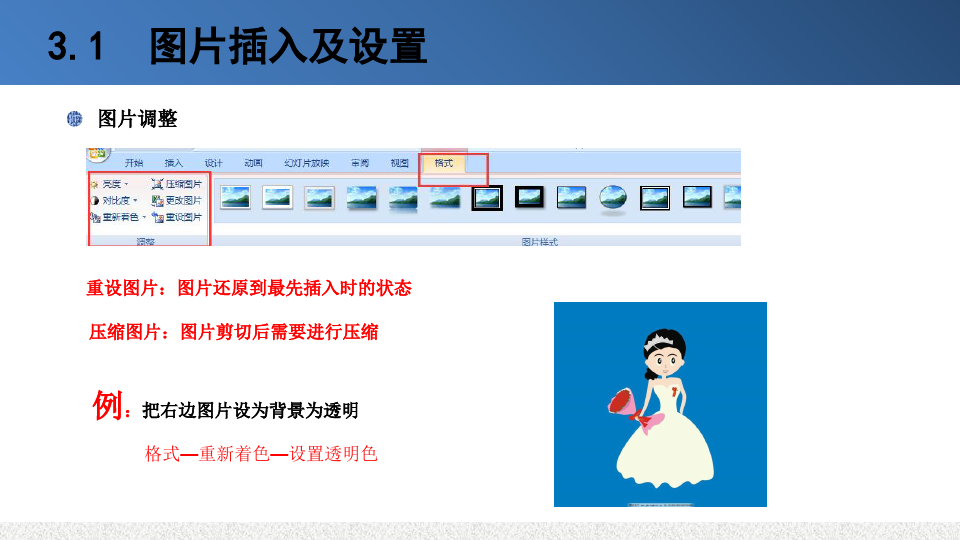 3.1 图片插入及设置
图片调整
开始 插入 设计 动画 幻灯片放映 审阅 视图 格式
亮度 压缩图片
对比度 更改图片
重新着色 重设图片
调整 图片样式
重设图片：图片还原到最先插入时的状态
压缩图片：图片剪切后需要进行压缩
例：把右边图片设为背景为透明
格式—重新着色—设置透明色